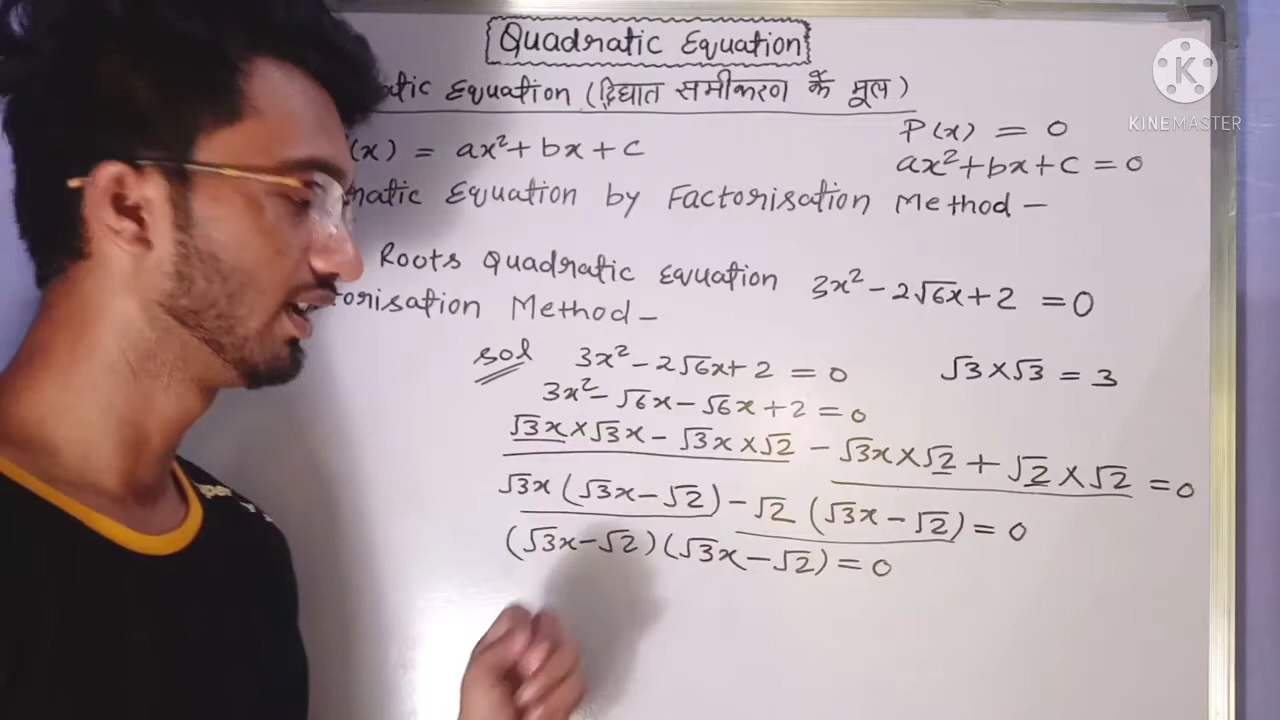 Quadratic Equation
Equation (द्विघात समीकरण के मूल)
(x) = ax²+bx+c
P(x) = 0
ax²+bx+c = 0
Equation by Factorisation Method -
Roots Quadratic equation 3x² - 2√6x + 2 = 0
Method -
Sol 3x² - 2√6x + 2 = 0
√3 × √3 = 3
3x² - √6x - √6x + 2 = 0
√3x × √3x - √3x × √2 - √3x × √2 + √2 × √2 = 0
√3x (√3x - √2) - √2 (√3x - √2) = 0
(√3x - √2) (√3x - √2) = 0
K
KINEMASTER